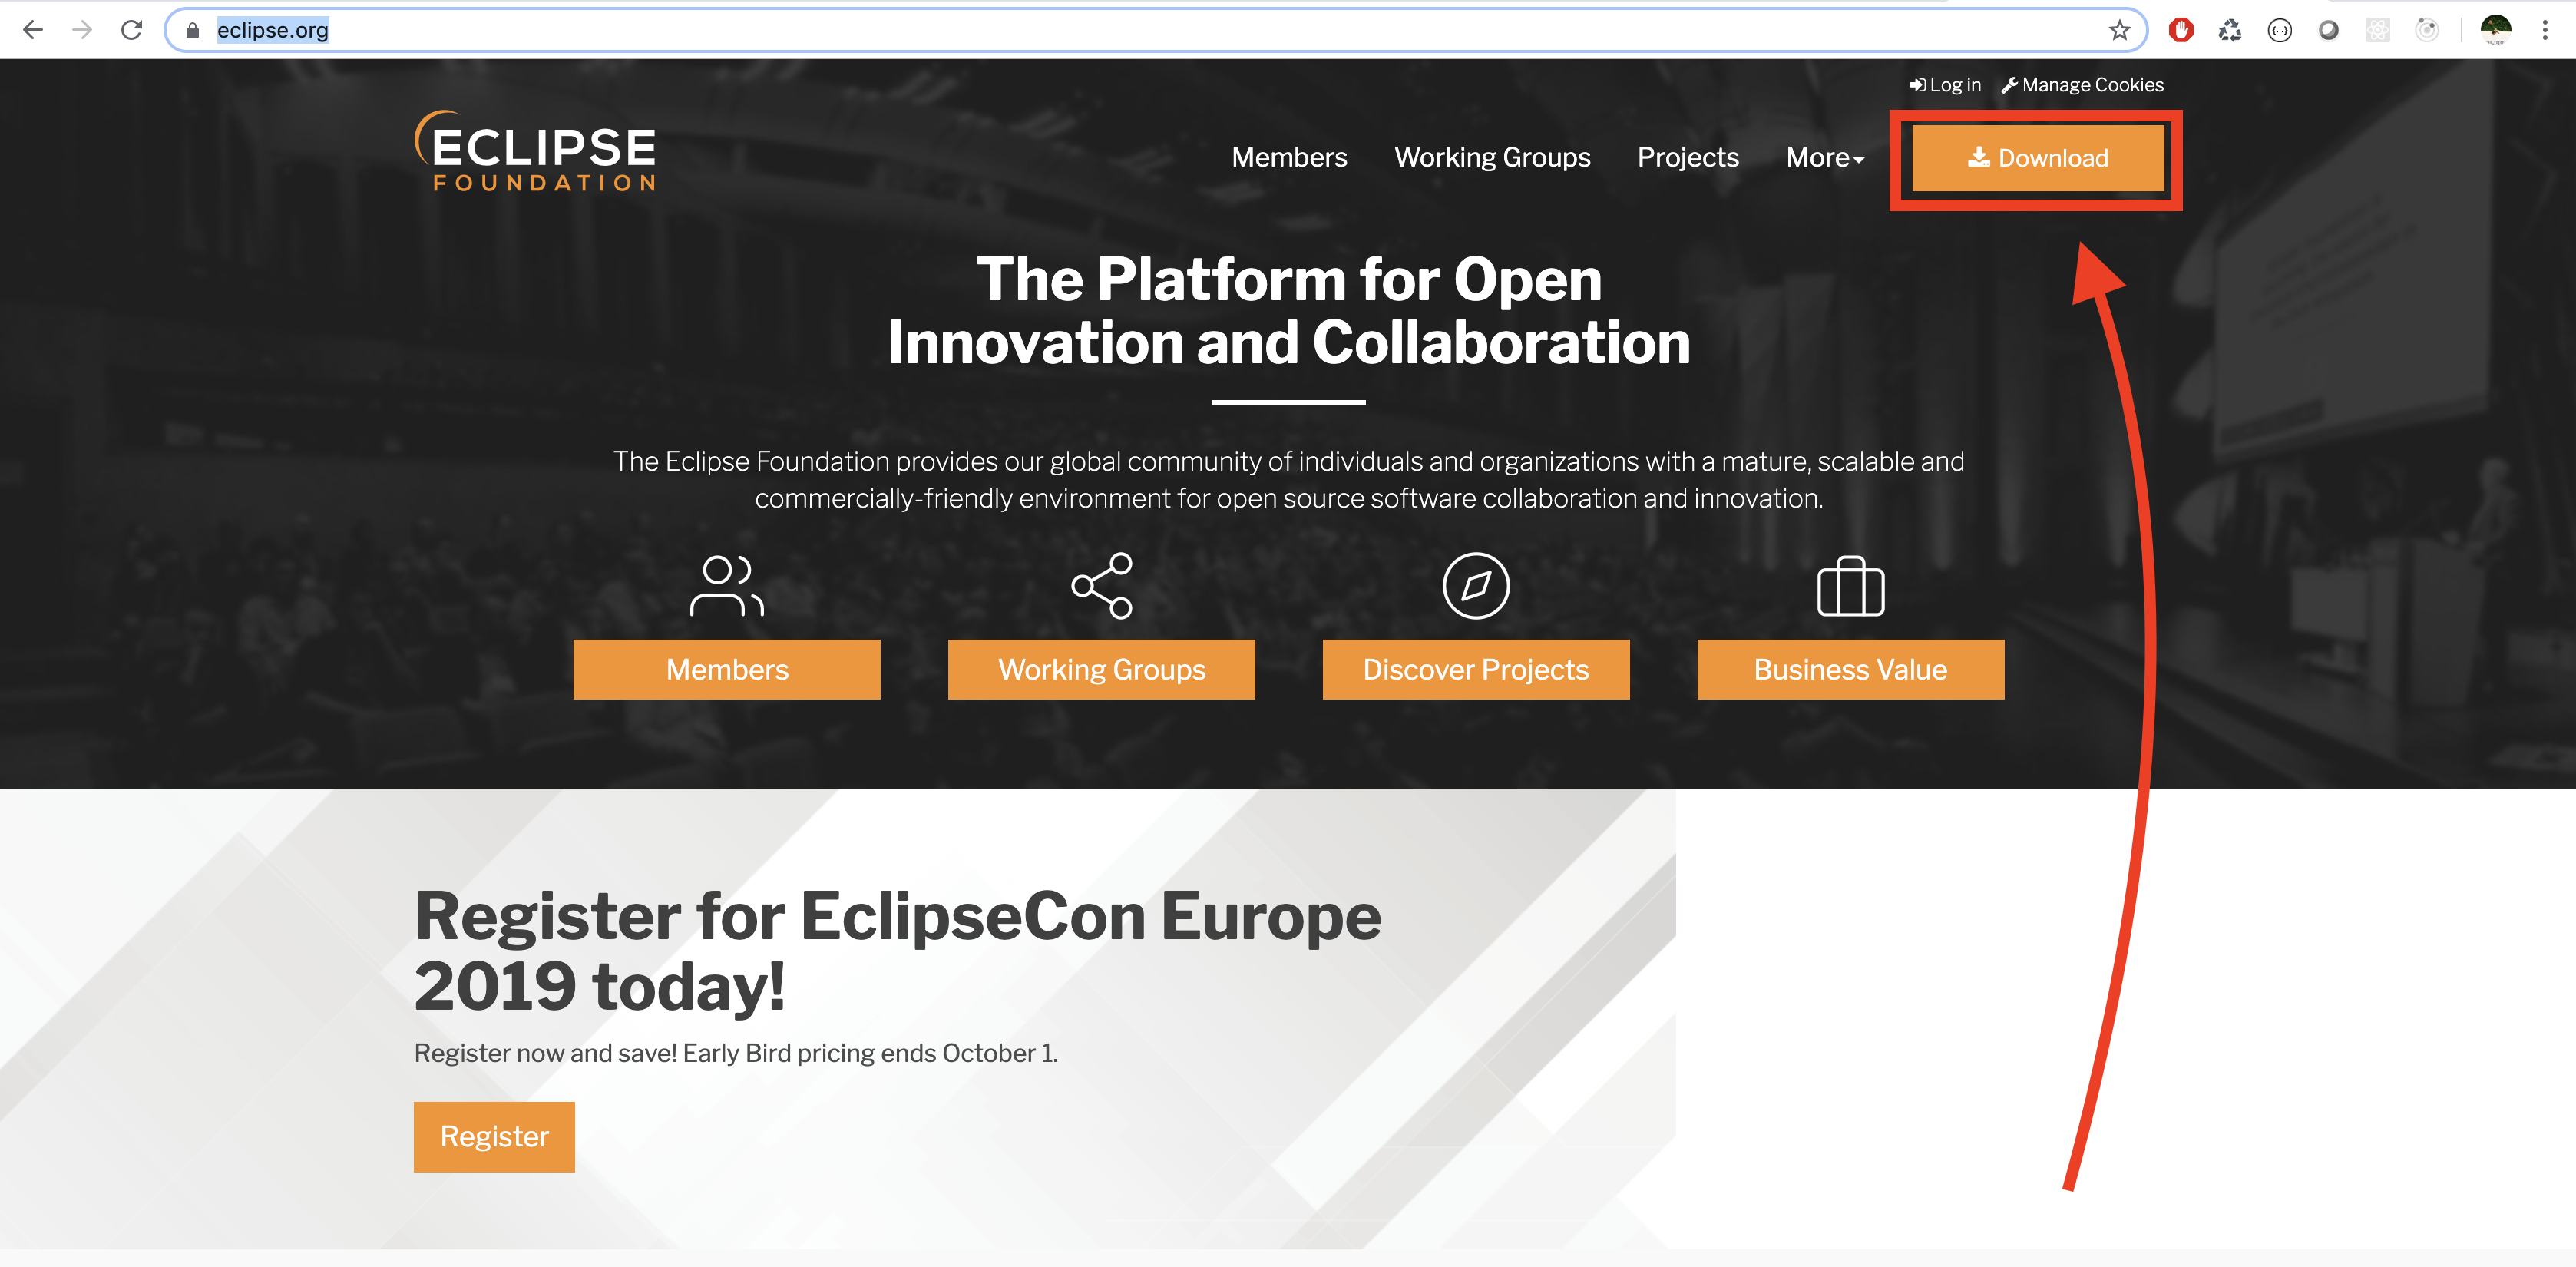 eclipse.org
Log in Manage Cookies
ECLIPSE
FOUNDATION
Members Working Groups Projects More Download
The Platform for Open
Innovation and Collaboration
The Eclipse Foundation provides our global community of individuals and organizations with a mature, scalable and
commercially-friendly environment for open source software collaboration and innovation.
Members Working Groups Discover Projects Business Value
Register for EclipseCon Europe
2019 today!
Register now and save! Early Bird pricing ends October 1.
Register